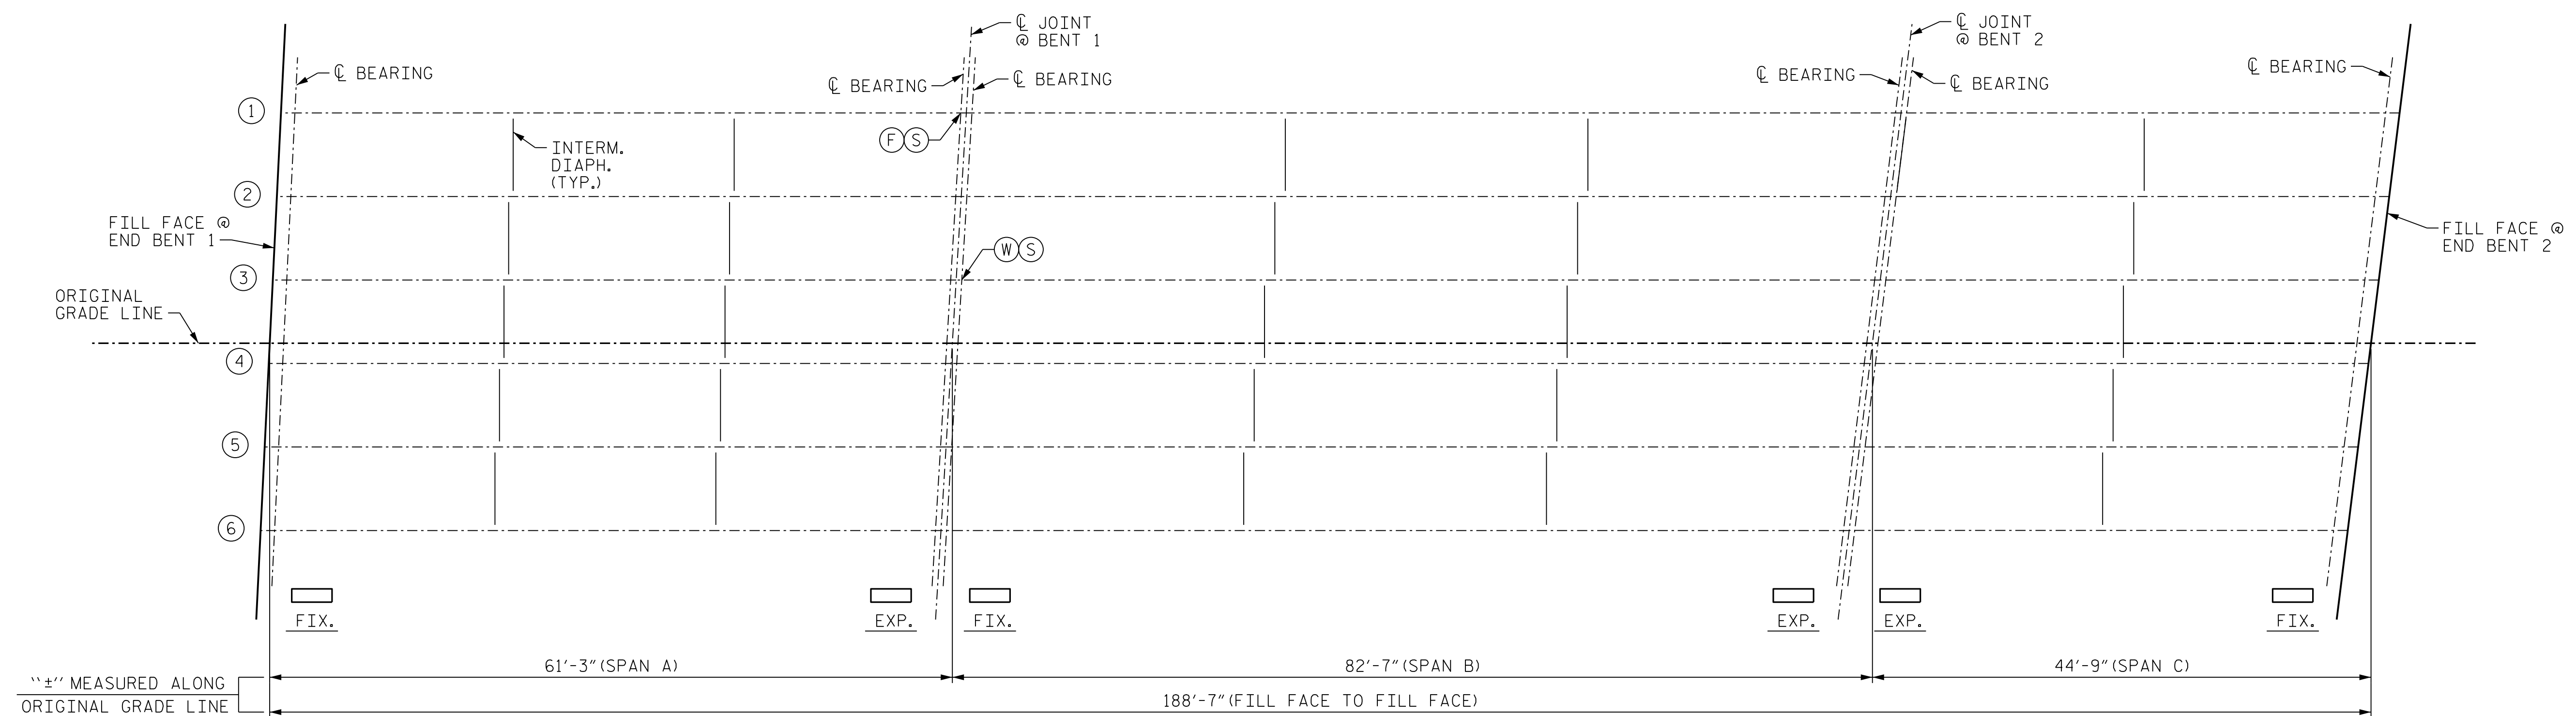 ℄ JOINT
@ BENT 1
℄ JOINT
@ BENT 2
℄ BEARING
℄ BEARING
℄ BEARING
℄ BEARING
℄ BEARING
℄ BEARING
1
INTERM.
DIAPH.
(TYP.)
F S
2
FILL FACE @
END BENT 1
W S
FILL FACE @
END BENT 2
3
ORIGINAL
GRADE LINE
4
5
6
FIX.
EXP.
FIX.
EXP.
EXP.
FIX.
61'-3" (SPAN A)
82'-7" (SPAN B)
44'-9" (SPAN C)
"±" MEASURED ALONG
ORIGINAL GRADE LINE
188'-7" (FILL FACE TO FILL FACE)